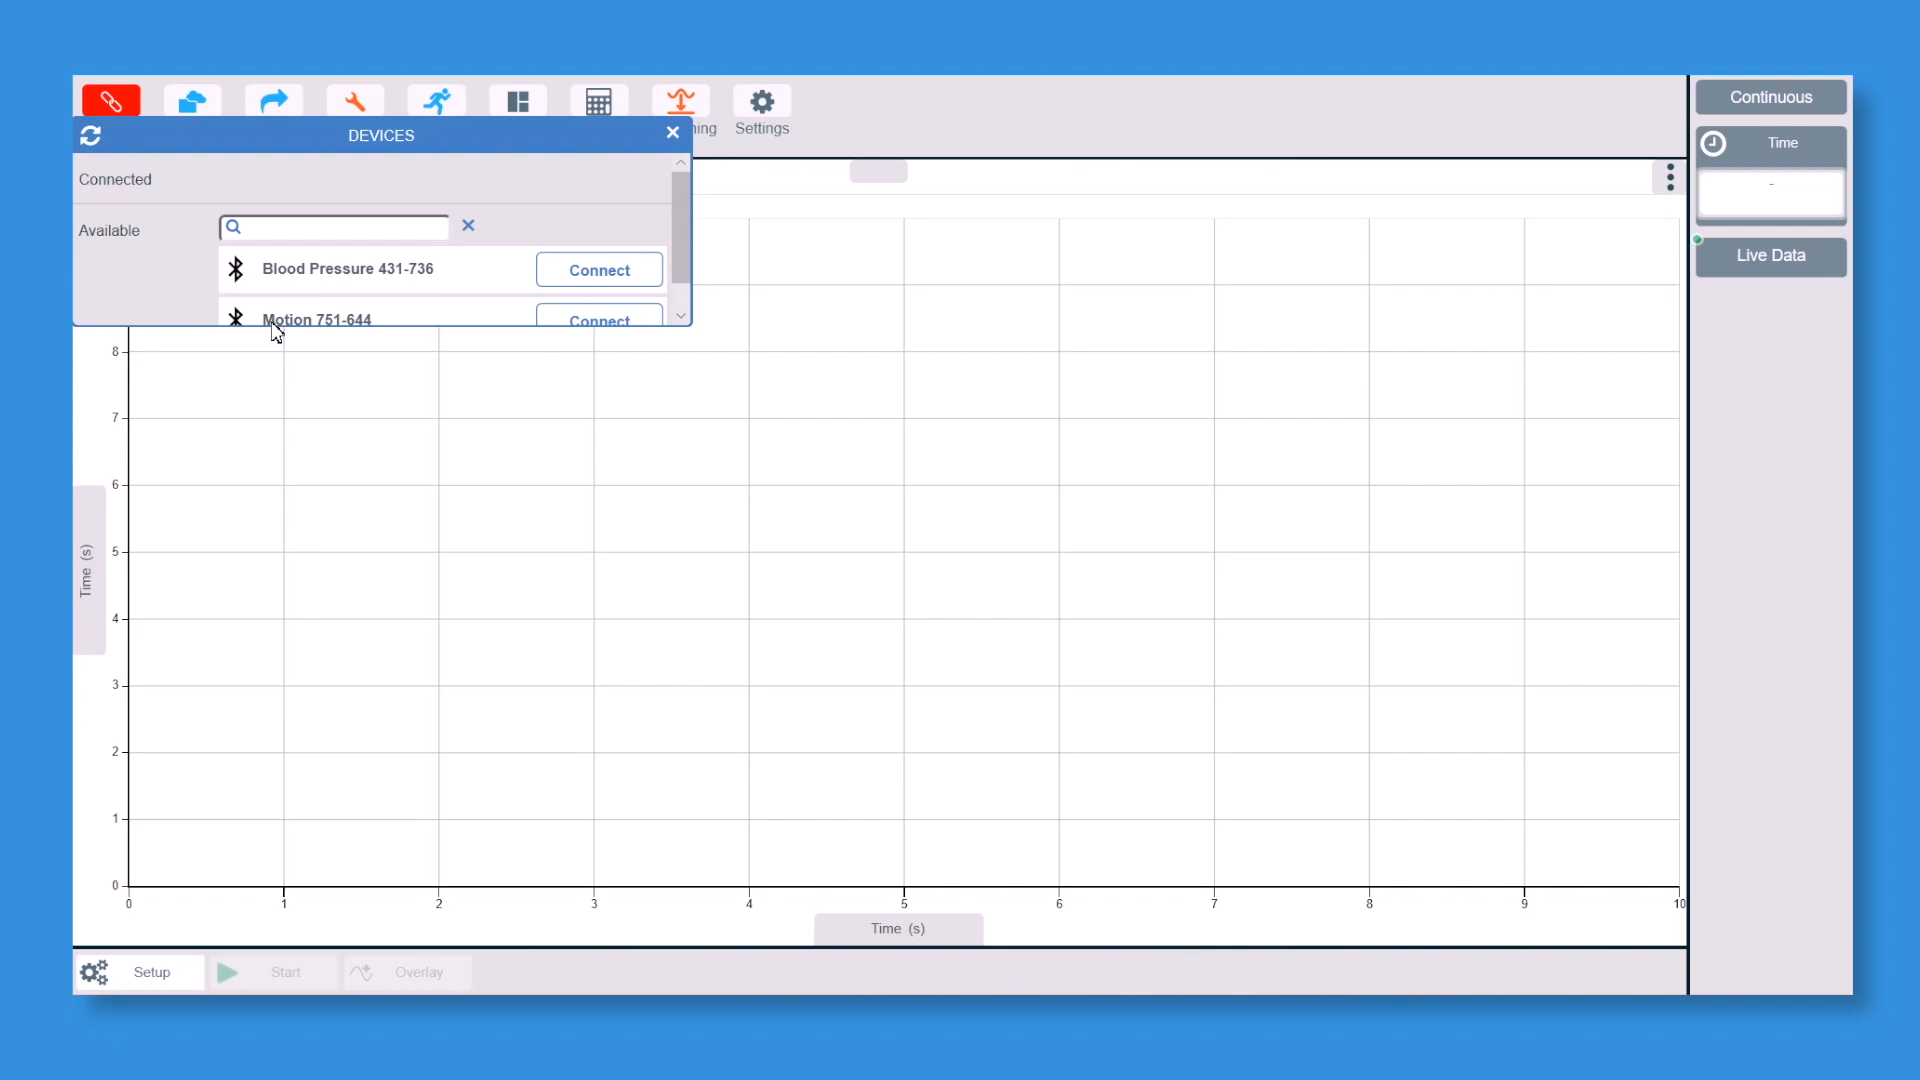 DEVICES
ning
Settings
Connected
Available
Blood Pressure 431-736
Connect
Motion 751-644
Connect
8
7
6
5
4
3
2
1
0
Time (s)
0 1 2 3 4 5 6 7 8 9 10
Time (s)
Setup
Start
Overlay
Continuous
Time
-
Live Data